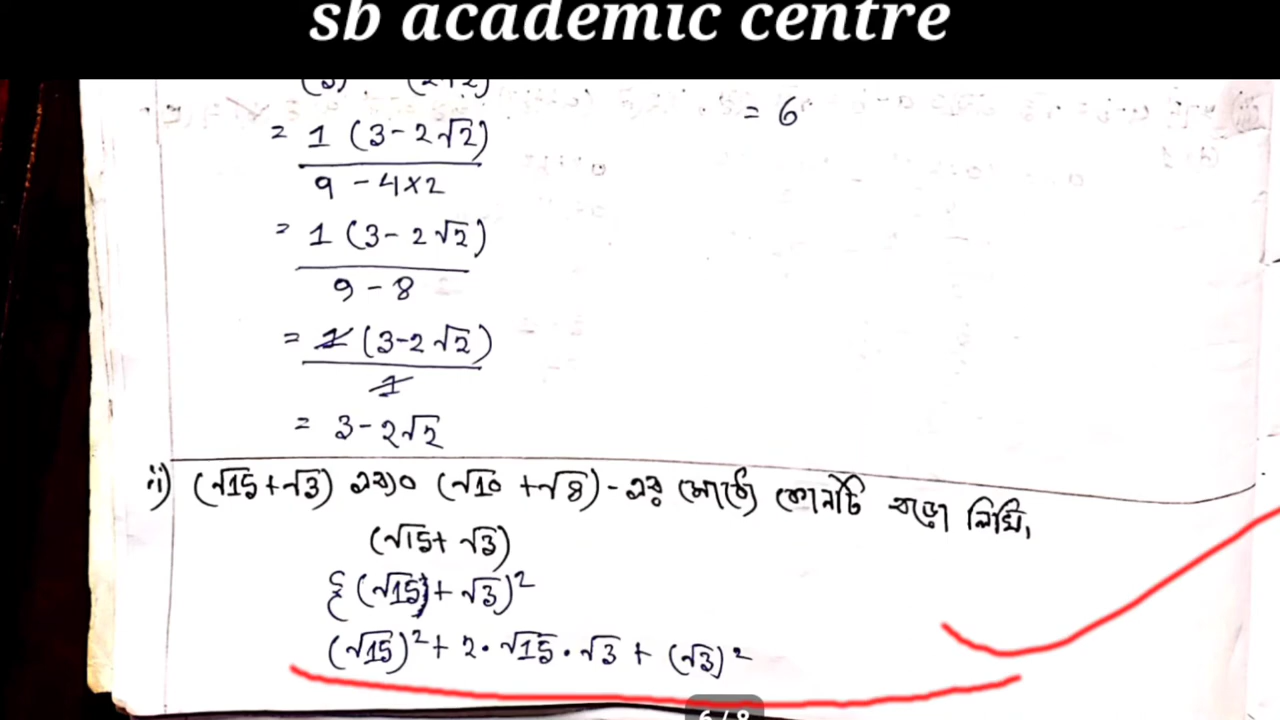 sb academic centre
= 6
= 1 (3 - 2√2)
9 - 4×2
= 1 (3 - 2√2)
9 - 8
= 1 (3-2√2)
1
= 3 - 2√2
ii) (√15 + √3) এবং (√10 + √8) - এর মধ্যে কোনটি বড়ো লিখি।
(√15 + √3)
{(√15) + √3)²
(√15)² + 2·√15·√3 + (√3)²
6/8